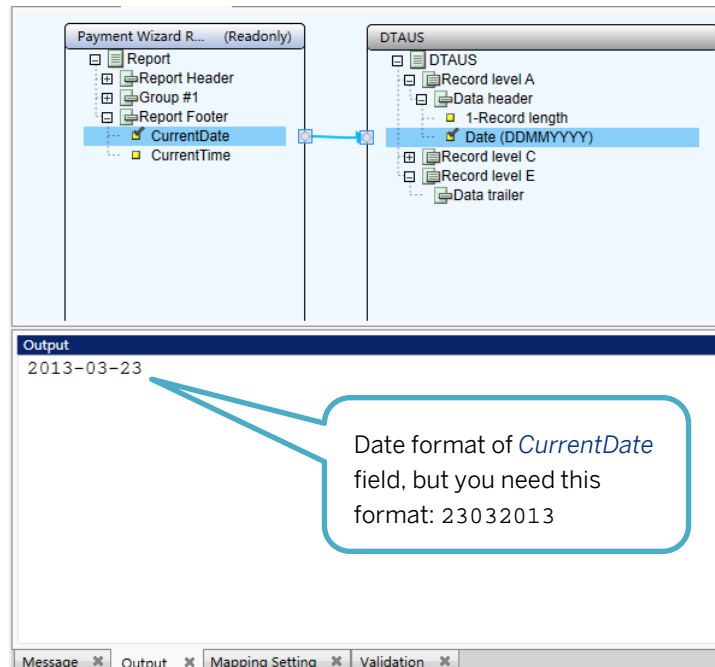 Payment Wizard R... (Readonly)
Report
Report Header
Group #1
Report Footer
CurrentDate
CurrentTime
DTAUS
DTAUS
Record level A
Data header
1-Record length
Date (DDMMYYYY)
Record level C
Record level E
Data trailer
Output
2013-03-23
Date format of CurrentDate
field, but you need this
format: 23032013
Message Output Mapping Setting Validation